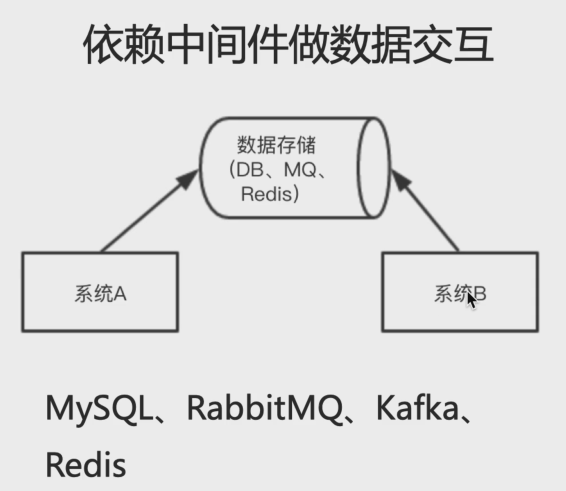 依赖中间件做数据交互
数据存储
（DB、MQ、
Redis）
系统A
系统B
MySQL、RabbitMQ、Kafka、
Redis